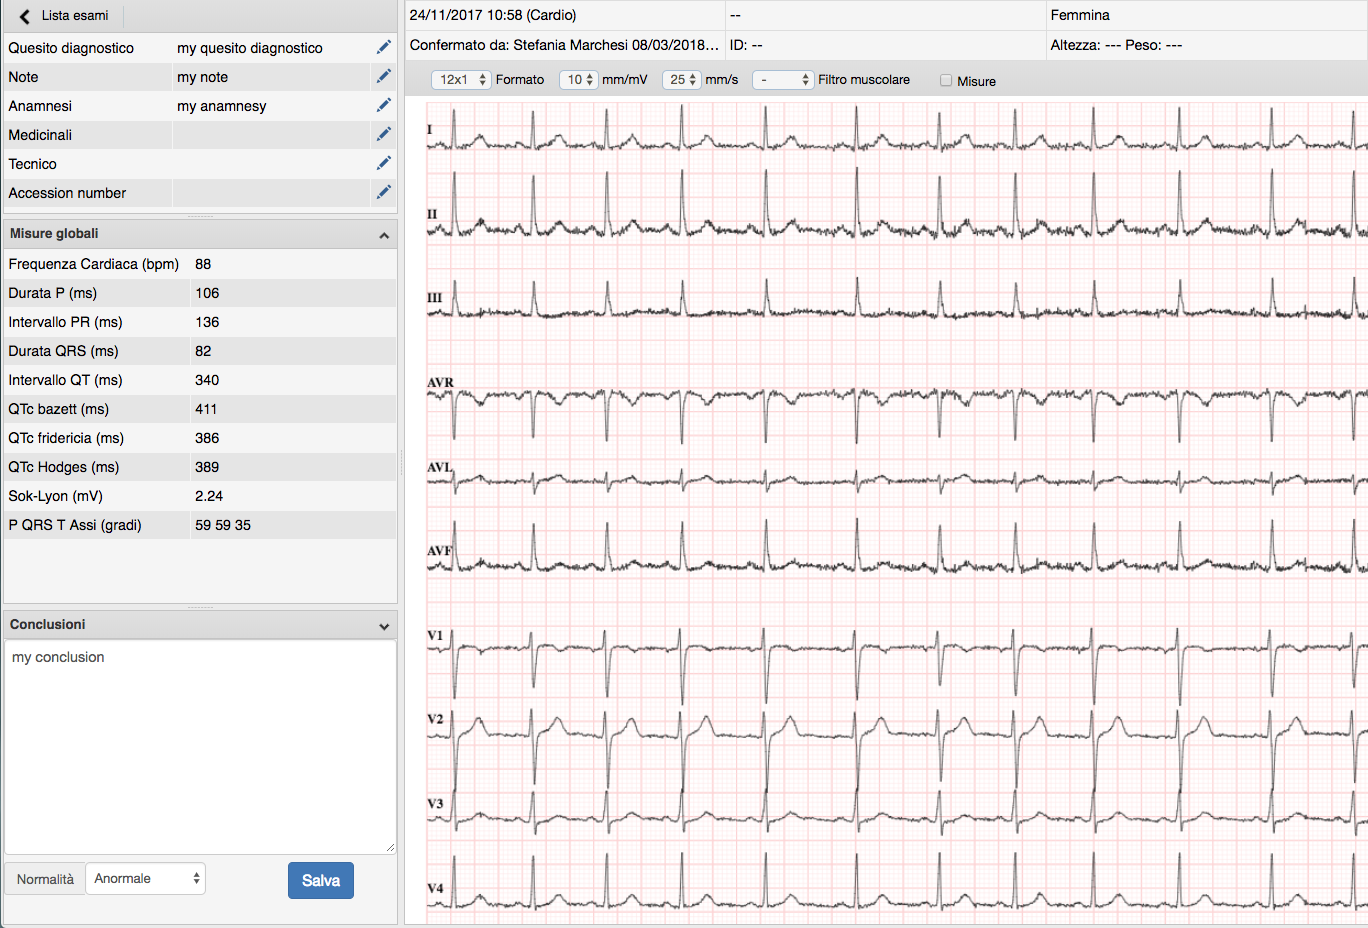 Lista esami
Quesito diagnostico my quesito diagnostico
Note my note
Anamnesi my anamnesy
Medicinali
Tecnico
Accession number
Misure globali
Frequenza Cardiaca (bpm) 88
Durata P (ms) 106
Intervallo PR (ms) 136
Durata QRS (ms) 82
Intervallo QT (ms) 340
QTc bazett (ms) 411
QTc fridericia (ms) 386
QTc Hodges (ms) 389
Sok-Lyon (mV) 2.24
P QRS T Assi (gradi) 59 59 35
Conclusioni
my conclusion
Normalità Anormale Salva
24/11/2017 10:58 (Cardio) -- Femmina
Confermato da: Stefania Marchesi 08/03/2018... ID: -- Altezza: --- Peso: ---
12x1 Formato 10 mm/mV 25 mm/s - Filtro muscolare Misure
I
II
III
AVR
AVL
AVF
V1
V2
V3
V4